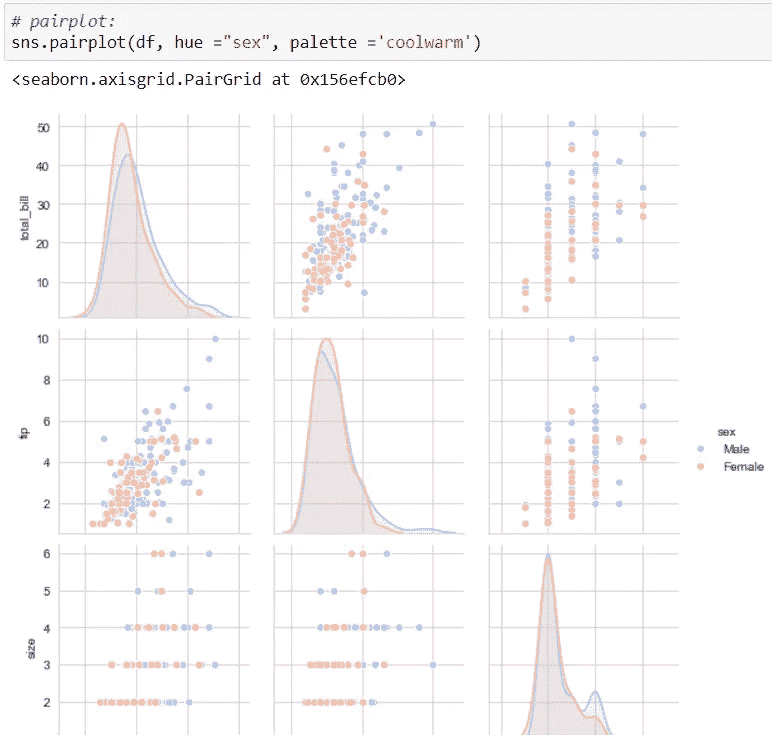 # pairplot:
sns.pairplot(df, hue ="sex", palette ='coolwarm')
<seaborn.axisgrid.PairGrid at 0x156efcb0>
50
40
30
20
10
total_bill
10
8
6
4
2
tip
sex
Male
Female
6
5
4
3
2
size